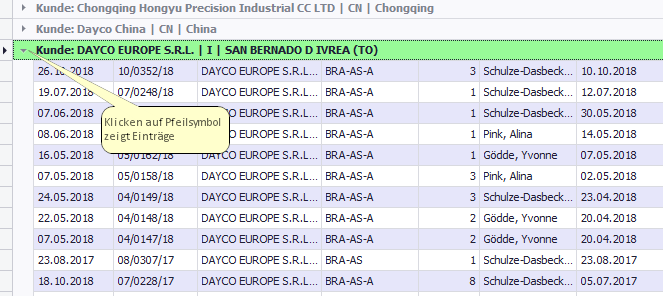 Kunde: Chongqing Hongyu Precision Industrial CC LTD | CN | Chongqing
Kunde: Dayco China | CN | China
Kunde: DAYCO EUROPE S.R.L. | I | SAN BERNADO D IVREA (TO)
26.10.2018 10/0352/18 DAYCO EUROPE S.R.L... BRA-AS-A 3 Schulze-Dasbeck... 10.10.2018
19.07.2018 07/0248/18 DAYCO EUROPE S.R.L... BRA-AS-A 1 Schulze-Dasbeck... 12.07.2018
07.06.2018 DAYCO EUROPE S.R.L... BRA-AS-A 1 Schulze-Dasbeck... 30.05.2018
08.06.2018 DAYCO EUROPE S.R.L... BRA-AS-A 1 Pink, Alina 14.05.2018
16.05.2018 05/0162/18 DAYCO EUROPE S.R.L... BRA-AS-A 1 Gödde, Yvonne 07.05.2018
07.05.2018 05/0158/18 DAYCO EUROPE S.R.L... BRA-AS-A 3 Pink, Alina 02.05.2018
24.05.2018 04/0149/18 DAYCO EUROPE S.R.L... BRA-AS-A 3 Schulze-Dasbeck... 23.04.2018
22.05.2018 04/0148/18 DAYCO EUROPE S.R.L... BRA-AS-A 2 Gödde, Yvonne 20.04.2018
07.05.2018 04/0147/18 DAYCO EUROPE S.R.L... BRA-AS-A 2 Gödde, Yvonne 20.04.2018
23.08.2017 08/0307/17 DAYCO EUROPE S.R.L... BRA-AS 1 Schulze-Dasbeck... 23.08.2017
18.10.2018 07/0228/17 DAYCO EUROPE S.R.L... BRA-AS-A 8 Schulze-Dasbeck... 05.07.2017
Klicken auf Pfeilsymbol
zeigt Einträge